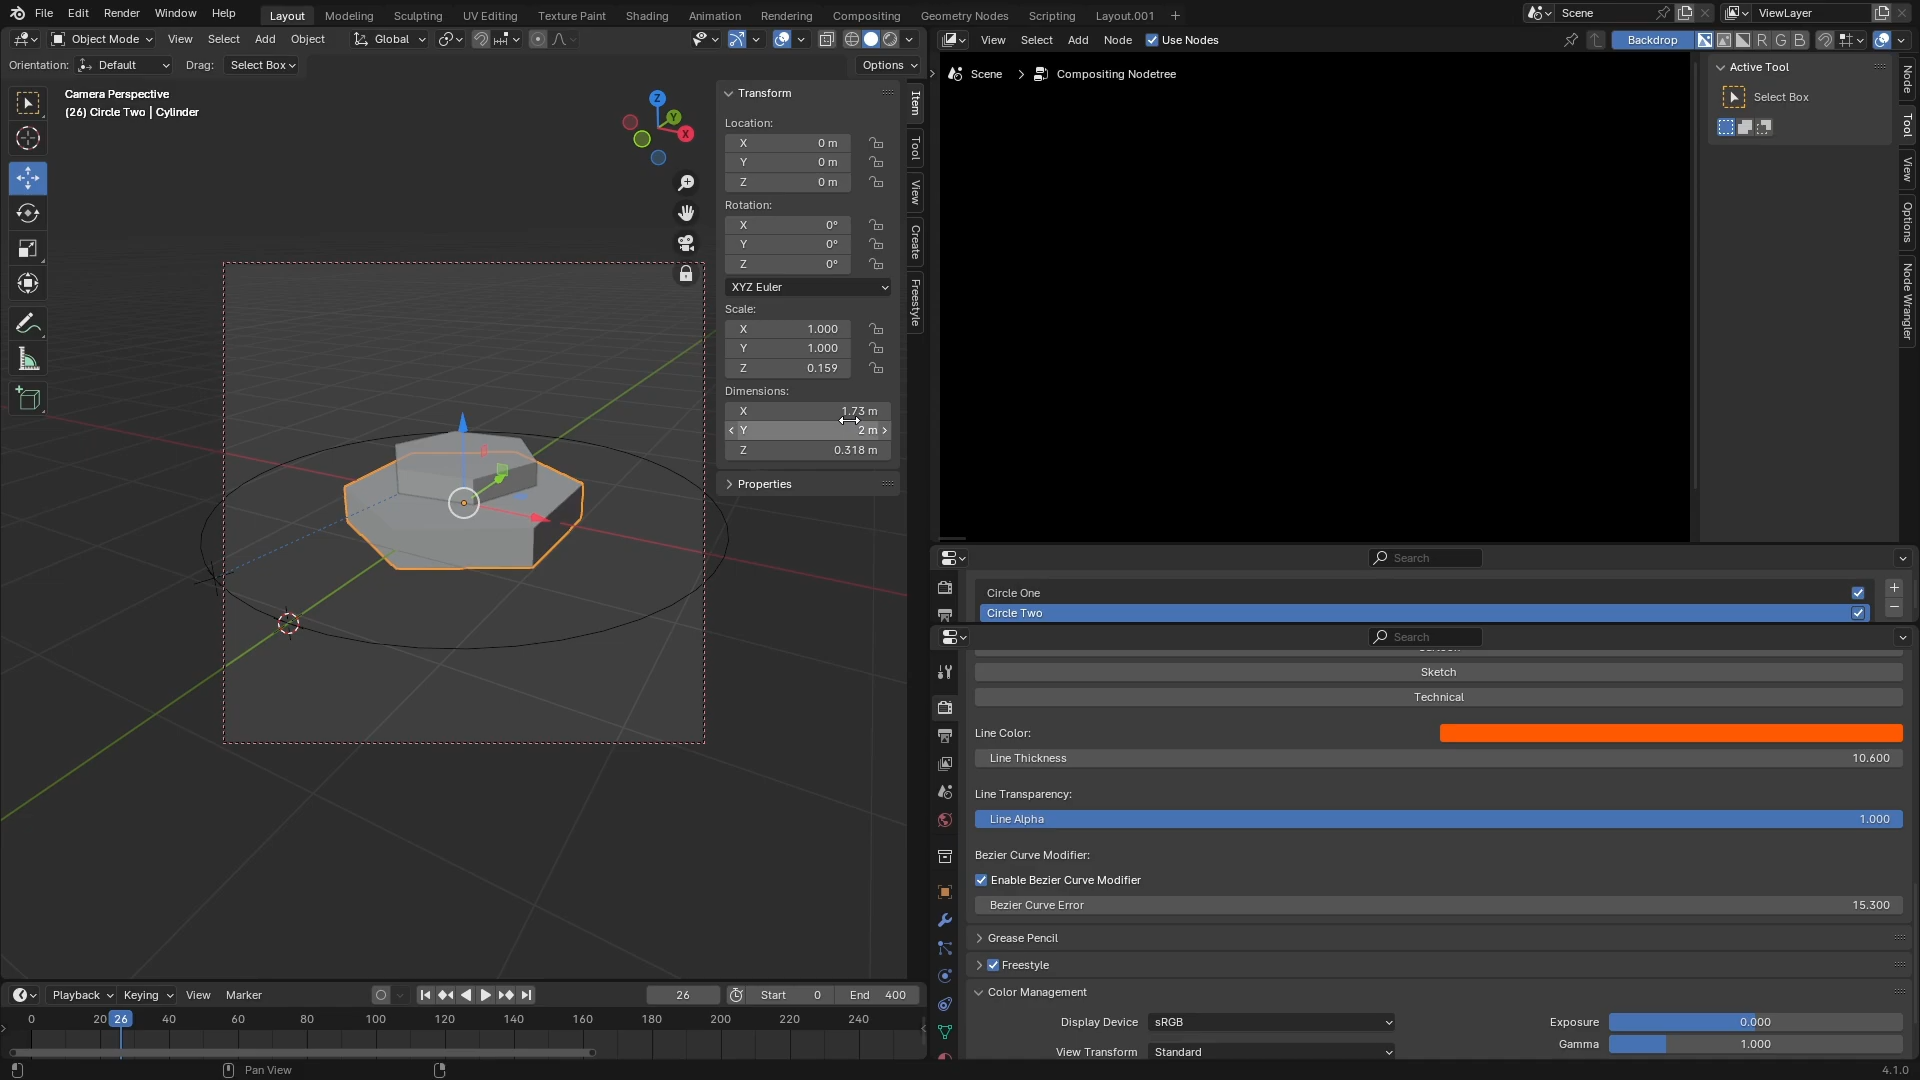 File Edit Render Window Help Layout Modeling Sculpting UV Editing Texture Paint Shading Animation Rendering Compositing Geometry Nodes Scripting Layout.001 Scene ViewLayer
Object Mode View Select Add Object Global View Select Add Node Use Nodes Backdrop R G B
Orientation: Default Drag: Select Box Options
Scene Compositing Nodetree
Active Tool
Select Box
Node
Tool
View
Options
Node Wrangler
Camera Perspective
(26) Circle Two | Cylinder
Z
Y
X
Transform
Location:
X 0 m
Y 0 m
Z 0 m
Rotation:
X 0°
Y 0°
Z 0°
XYZ Euler
Scale:
X 1.000
Y 1.000
Z 0.159
Dimensions:
X 1.73 m
Y 2 m
Z 0.318 m
Properties
Item
Tool
View
Create
Freestyle
Search
Circle One
Circle Two
Search
Sketch
Technical
Line Color:
Line Thickness 10.600
Line Transparency:
Line Alpha 1.000
Bezier Curve Modifier:
Enable Bezier Curve Modifier
Bezier Curve Error 15.300
Grease Pencil
Freestyle
Color Management
Display Device sRGB Exposure 0.000
View Transform Standard Gamma 1.000
Playback Keying View Marker 26 Start 0 End 400
0 20 26 40 60 80 100 120 140 160 180 200 220 240
Pan View 4.1.0